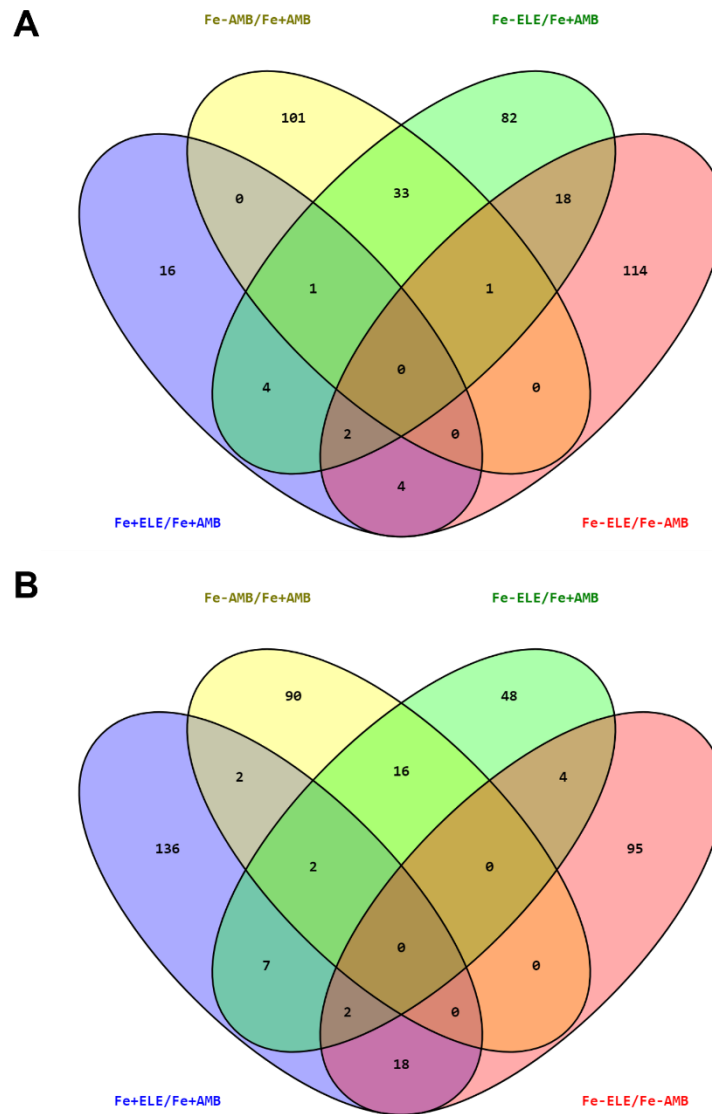 A
Fe-AMB/Fe+AMB Fe-ELE/Fe+AMB
101 82
0 33 18
16 1 1 114
4 0 0
2 0
4
Fe+ELE/Fe+AMB Fe-ELE/Fe-AMB
B
Fe-AMB/Fe+AMB Fe-ELE/Fe+AMB
90 48
2 16 4
136 2 0 95
7 0 0
2 0
18
Fe+ELE/Fe+AMB Fe-ELE/Fe-AMB